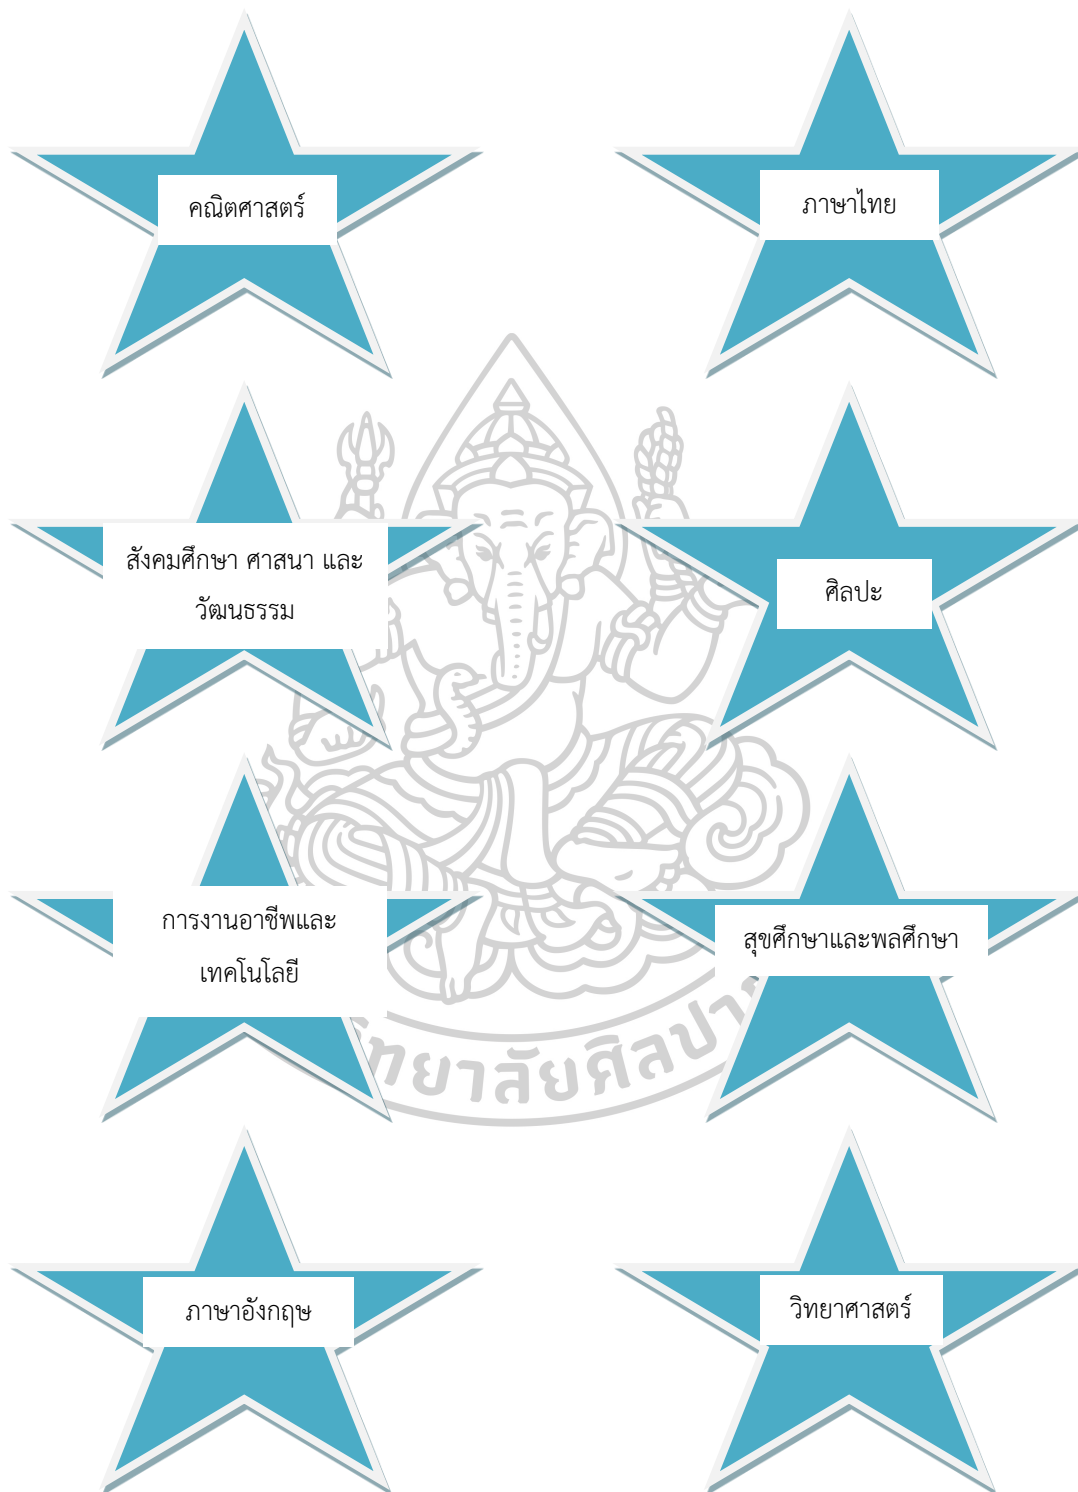 คณิตศาสตร์
ภาษาไทย
สังคมศึกษา ศาสนา และ
วัฒนธรรม
ศิลปะ
การงานอาชีพและ
เทคโนโลยี
สุขศึกษาและพลศึกษา
ภาษาอังกฤษ
วิทยาศาสตร์